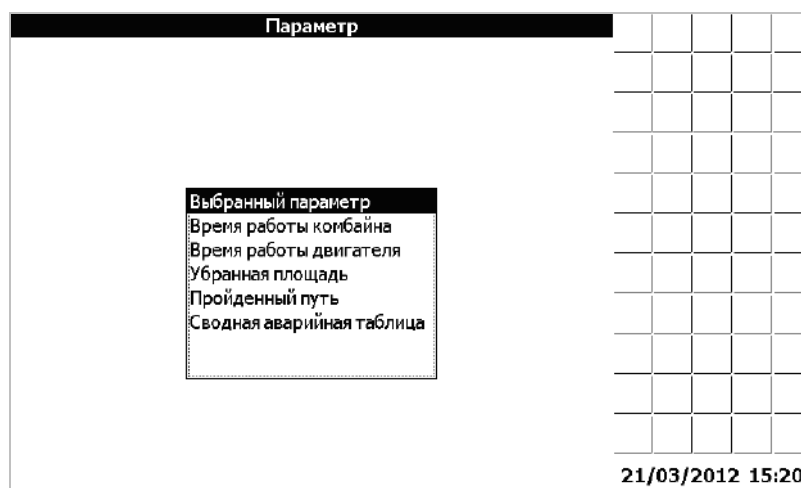 Параметр
Выбранный параметр
Время работы комбайна
Время работы двигателя
Убранная площадь
Пройденный путь
Сводная аварийная таблица
21/03/2012 15:20